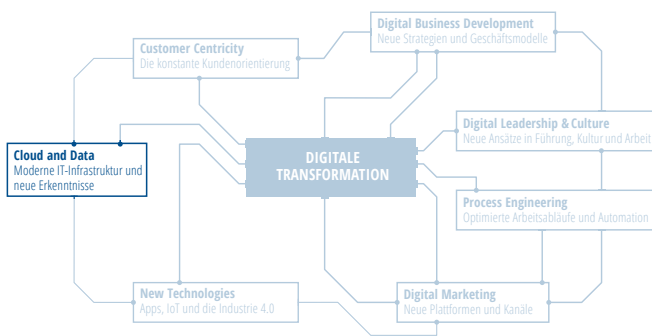 Digital Business Development
Neue Strategien und Geschäftsmodelle
Customer Centricity
Die konstante Kundenorientierung
Digital Leadership & Culture
Neue Ansätze in Führung, Kultur und Arbeit
Cloud and Data
Moderne IT-Infrastruktur und
neue Erkenntnisse
DIGITALE
TRANSFORMATION
Process Engineering
Optimierte Arbeitsabläufe und Automation
New Technologies
Apps, IoT und die Industrie 4.0
Digital Marketing
Neue Plattformen und Kanäle